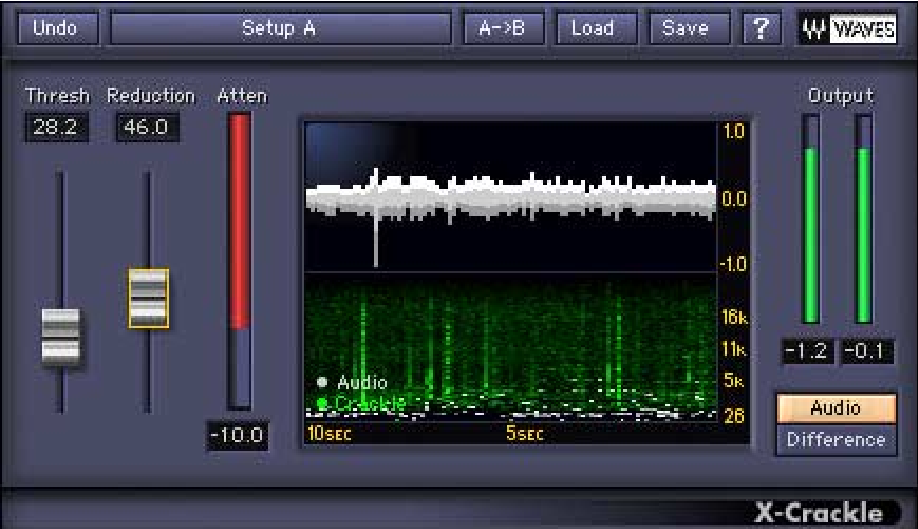 Undo
Setup A
A->B
Load
Save
?
WAVES
Thresh
Reduction
Atten
Output
28.2
46.0
1.0
0.0
-1.0
16K
11K
5K
26
Audio
Crackle
10SEC
5SEC
-10.0
-1.2
-0.1
Audio
Difference
X-Crackle